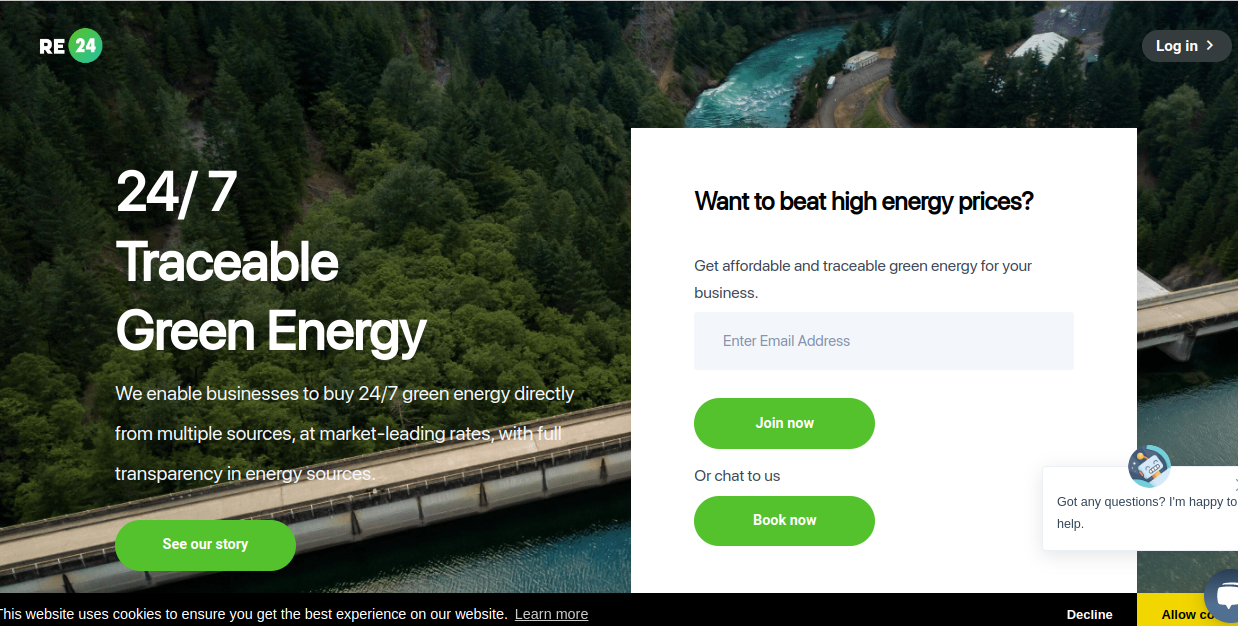 RE 24
Log in
24/ 7
Traceable
Green Energy
We enable businesses to buy 24/7 green energy directly
from multiple sources, at market-leading rates, with full
transparency in energy sources.
See our story
Want to beat high energy prices?
Get affordable and traceable green energy for your
business.
Enter Email Address
Join now
Or chat to us
Book now
Got any questions? I'm happy to
help.
This website uses cookies to ensure you get the best experience on our website. Learn more
Decline
Allow